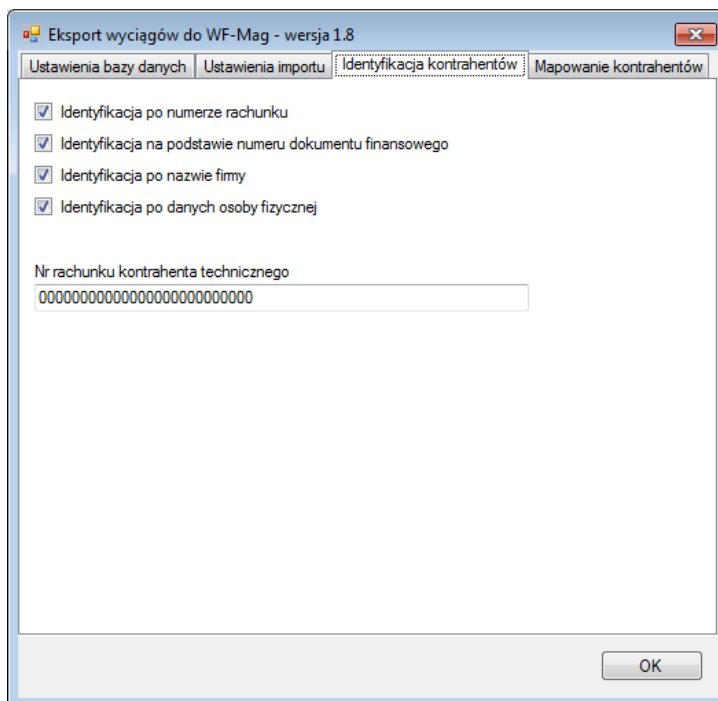 Eksport wyciągów do WF-Mag - wersja 1.8
Ustawienia bazy danych Ustawienia importu Identyfikacja kontrahentów Mapowanie kontrahentów
Identyfikacja po numerze rachunku
Identyfikacja na podstawie numeru dokumentu finansowego
Identyfikacja po nazwie firmy
Identyfikacja po danych osoby fizycznej
Nr rachunku kontrahenta technicznego
00000000000000000000000000
OK